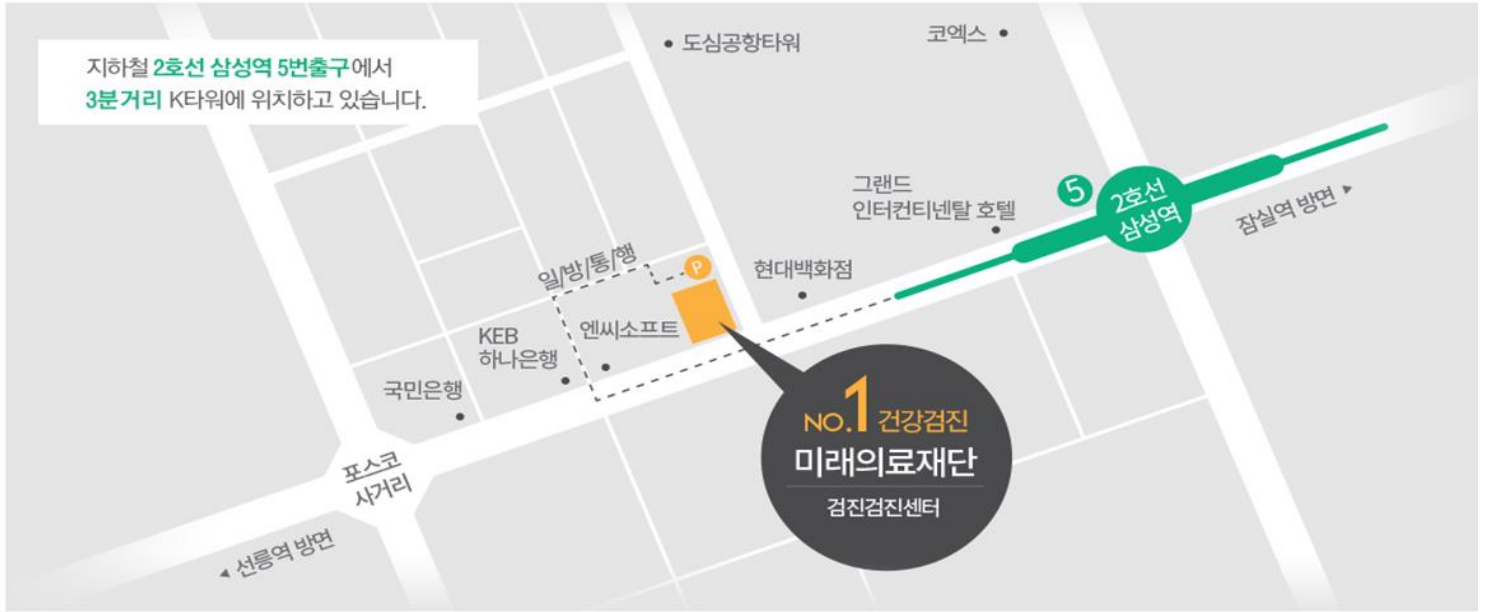 지하철 2호선 삼성역 5번출구에서
3분거리 K타워에 위치하고 있습니다.
도심공항타워
코엑스
그랜드
인터컨티넨탈 호텔
5
2호선
삼성역
잠실역 방면 ▶
일/방/통/행
P
현대백화점
엔씨소프트
KEB
하나은행
국민은행
포스코
사거리
◀ 선릉역 방면
NO.1 건강검진
미래의료재단
검진검진센터